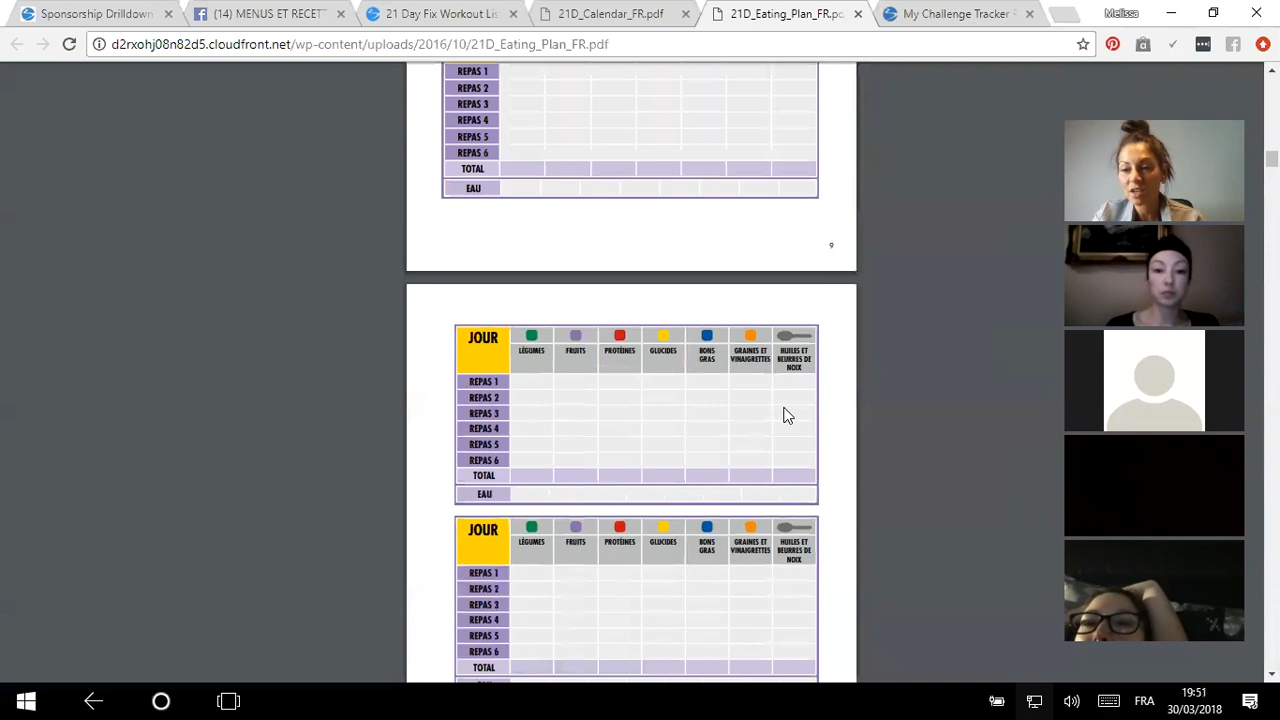 Sponsorship Drilldown
(14) MENUS ET RECET
21 Day Fix Workout Lis
21D_Calendar_FR.pdf
21D_Eating_Plan_FR.pd
My Challenge Tracker -
Melissa
d2rxohj08n82d5.cloudfront.net/wp-content/uploads/2016/10/21D_Eating_Plan_FR.pdf
REPAS 1
REPAS 2
REPAS 3
REPAS 4
REPAS 5
REPAS 6
TOTAL
EAU
9
JOUR
LÉGUMES
FRUITS
PROTÉINES
GLUCIDES
BONS
GRAS
GRAINES ET
VINAIGRETTES
HUILES ET
BEURRES DE
NOIX
REPAS 1
REPAS 2
REPAS 3
REPAS 4
REPAS 5
REPAS 6
TOTAL
EAU
JOUR
LÉGUMES
FRUITS
PROTÉINES
GLUCIDES
BONS
GRAS
GRAINES ET
VINAIGRETTES
HUILES ET
BEURRES DE
NOIX
REPAS 1
REPAS 2
REPAS 3
REPAS 4
REPAS 5
REPAS 6
TOTAL
FRA
19:51
30/03/2018